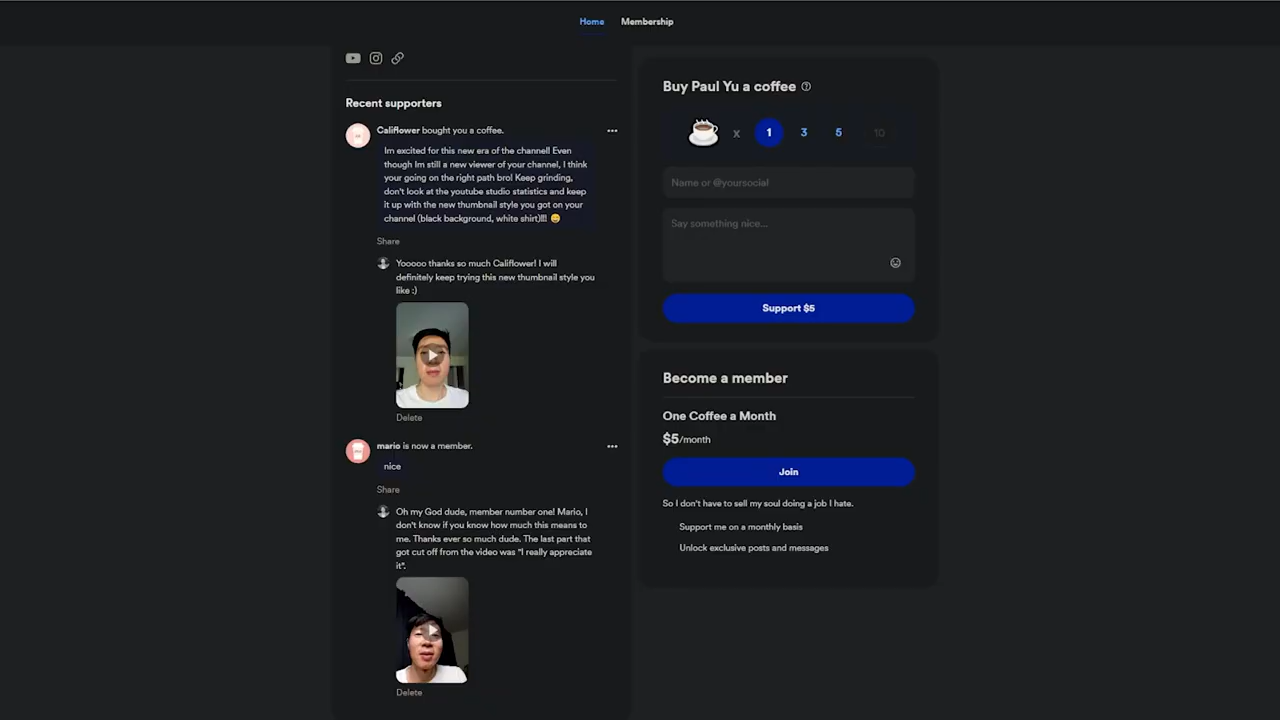 Home
Membership
Recent supporters
Califlower bought you a coffee.
Im excited for this new era of the channel! Even
though Im still a new viewer of your channel, I think
your going on the right path bro! Keep grinding,
don't look at the youtube studio statistics and keep
it up with the new thumbnail style you got on your
channel (black background, white shirt)!!! 😄
Share
Yooooo thanks so much Califlower! I will
definitely keep trying this new thumbnail style you
like :)
Delete
mario is now a member.
nice
Share
Oh my God dude, member number one! Mario, I
don't know if you know how much this means to
me. Thanks ever so much dude. The last part that
got cut off from the video was "I really appreciate
it".
Delete
Buy Paul Yu a coffee
x 1 3 5 10
Name or @yoursocial
Say something nice...
Support $5
Become a member
One Coffee a Month
$5/month
Join
So I don't have to sell my soul doing a job I hate.
Support me on a monthly basis
Unlock exclusive posts and messages